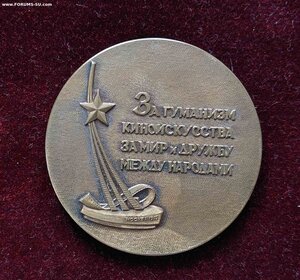 www.FORUMS-SU.com
За гуманизм
киноискусства
за мир и дружбу
между народами